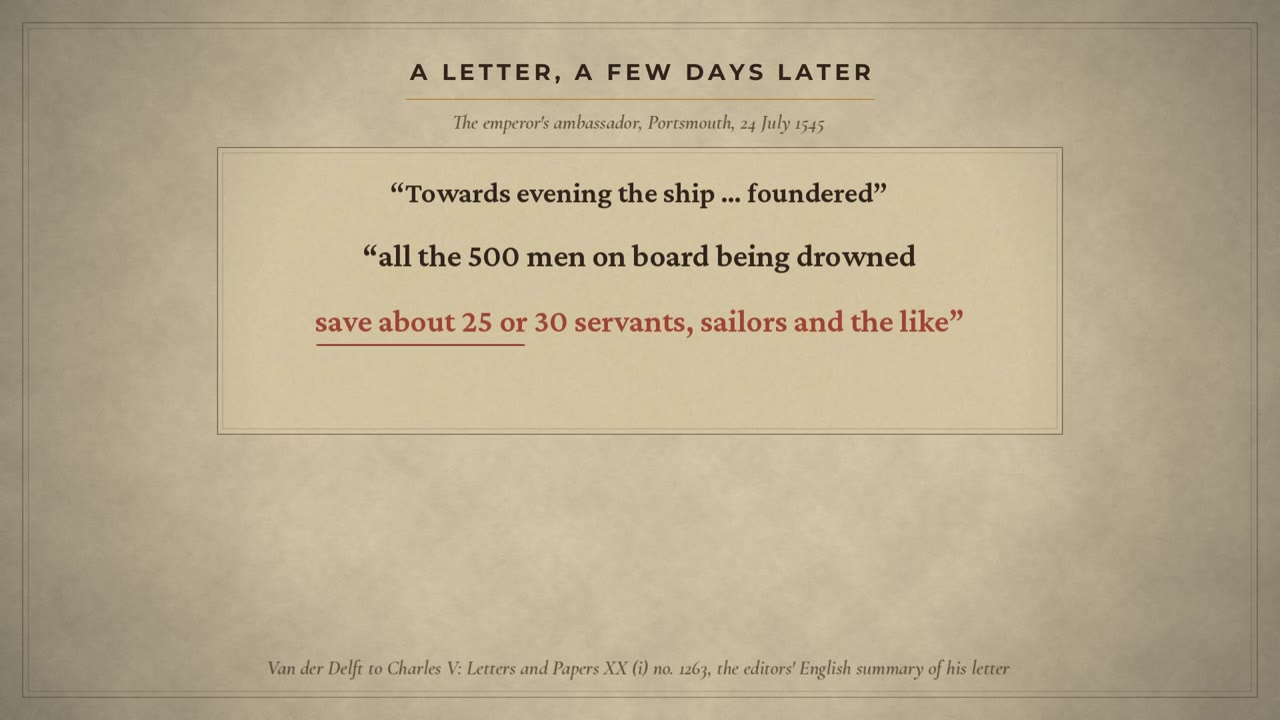 A LETTER, A FEW DAYS LATER
The emperor's ambassador, Portsmouth, 24 July 1545
“Towards evening the ship ... foundered”
“all the 500 men on board being drowned
save about 25 or 30 servants, sailors and the like”
Van der Delft to Charles V: Letters and Papers XX (i) no. 1263, the editors' English summary of his letter